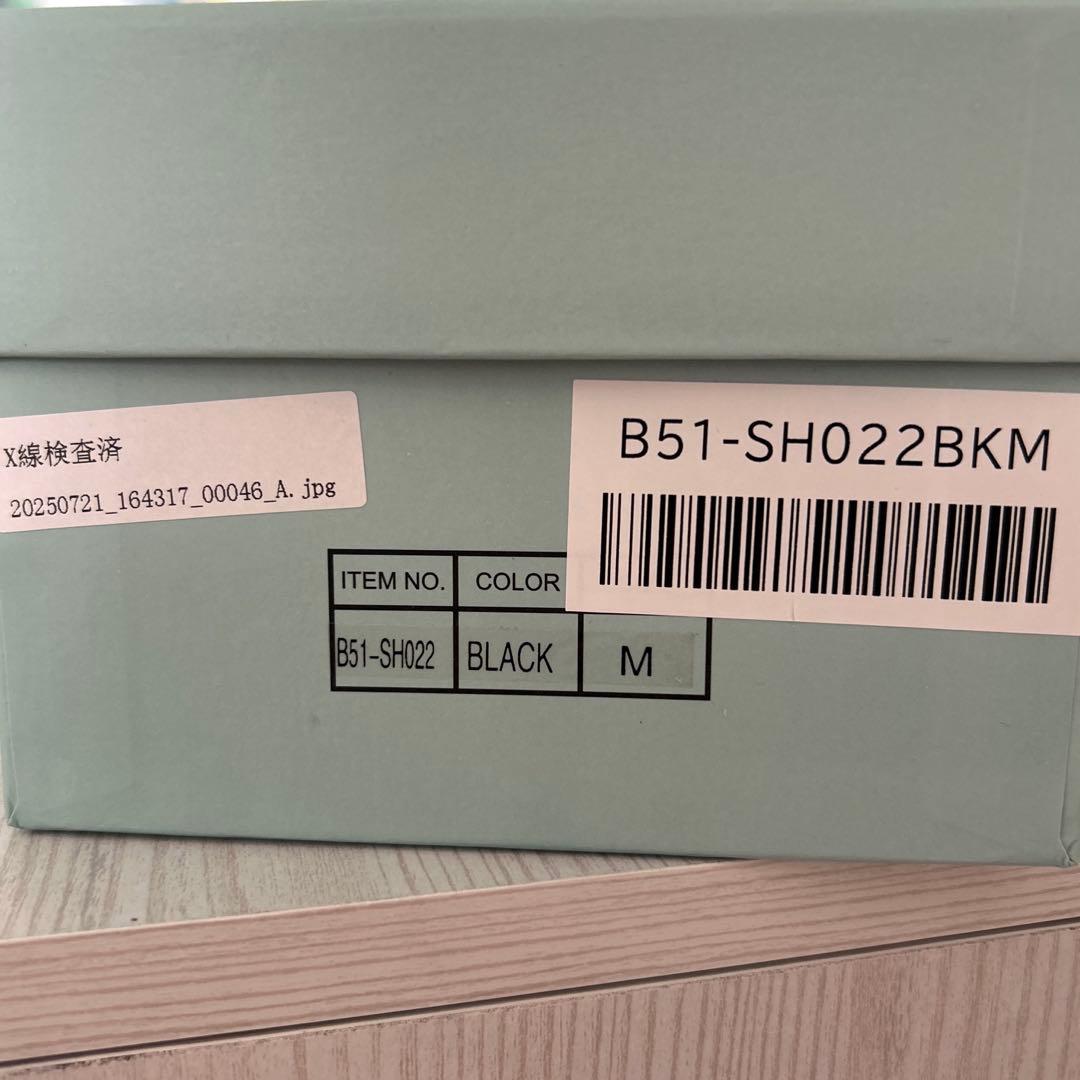 X線検査済
20250721_164317_00046_A.jpg
B51-SH022BKM
ITEM NO. COLOR
B51-SH022 BLACK M